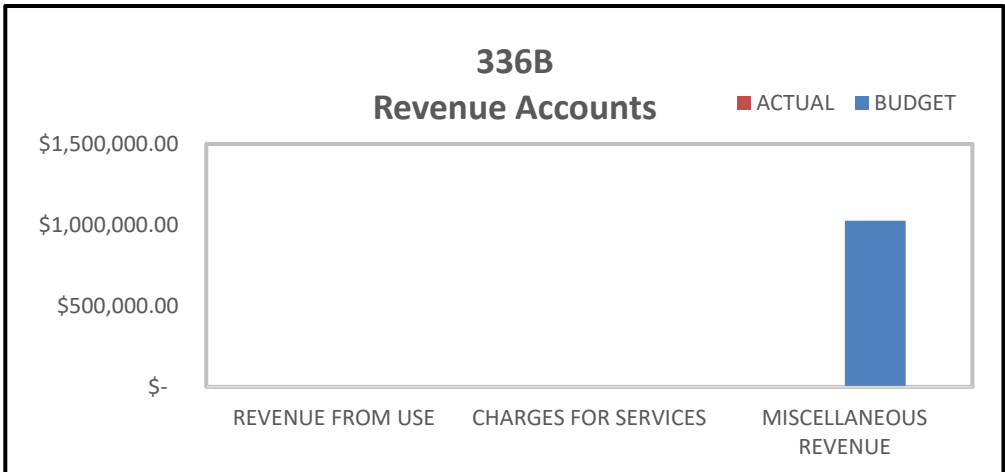 336B
Revenue Accounts
ACTUAL BUDGET
$1,500,000.00
$1,000,000.00
$500,000.00
$-
REVENUE FROM USE
CHARGES FOR SERVICES
MISCELLANEOUS
REVENUE